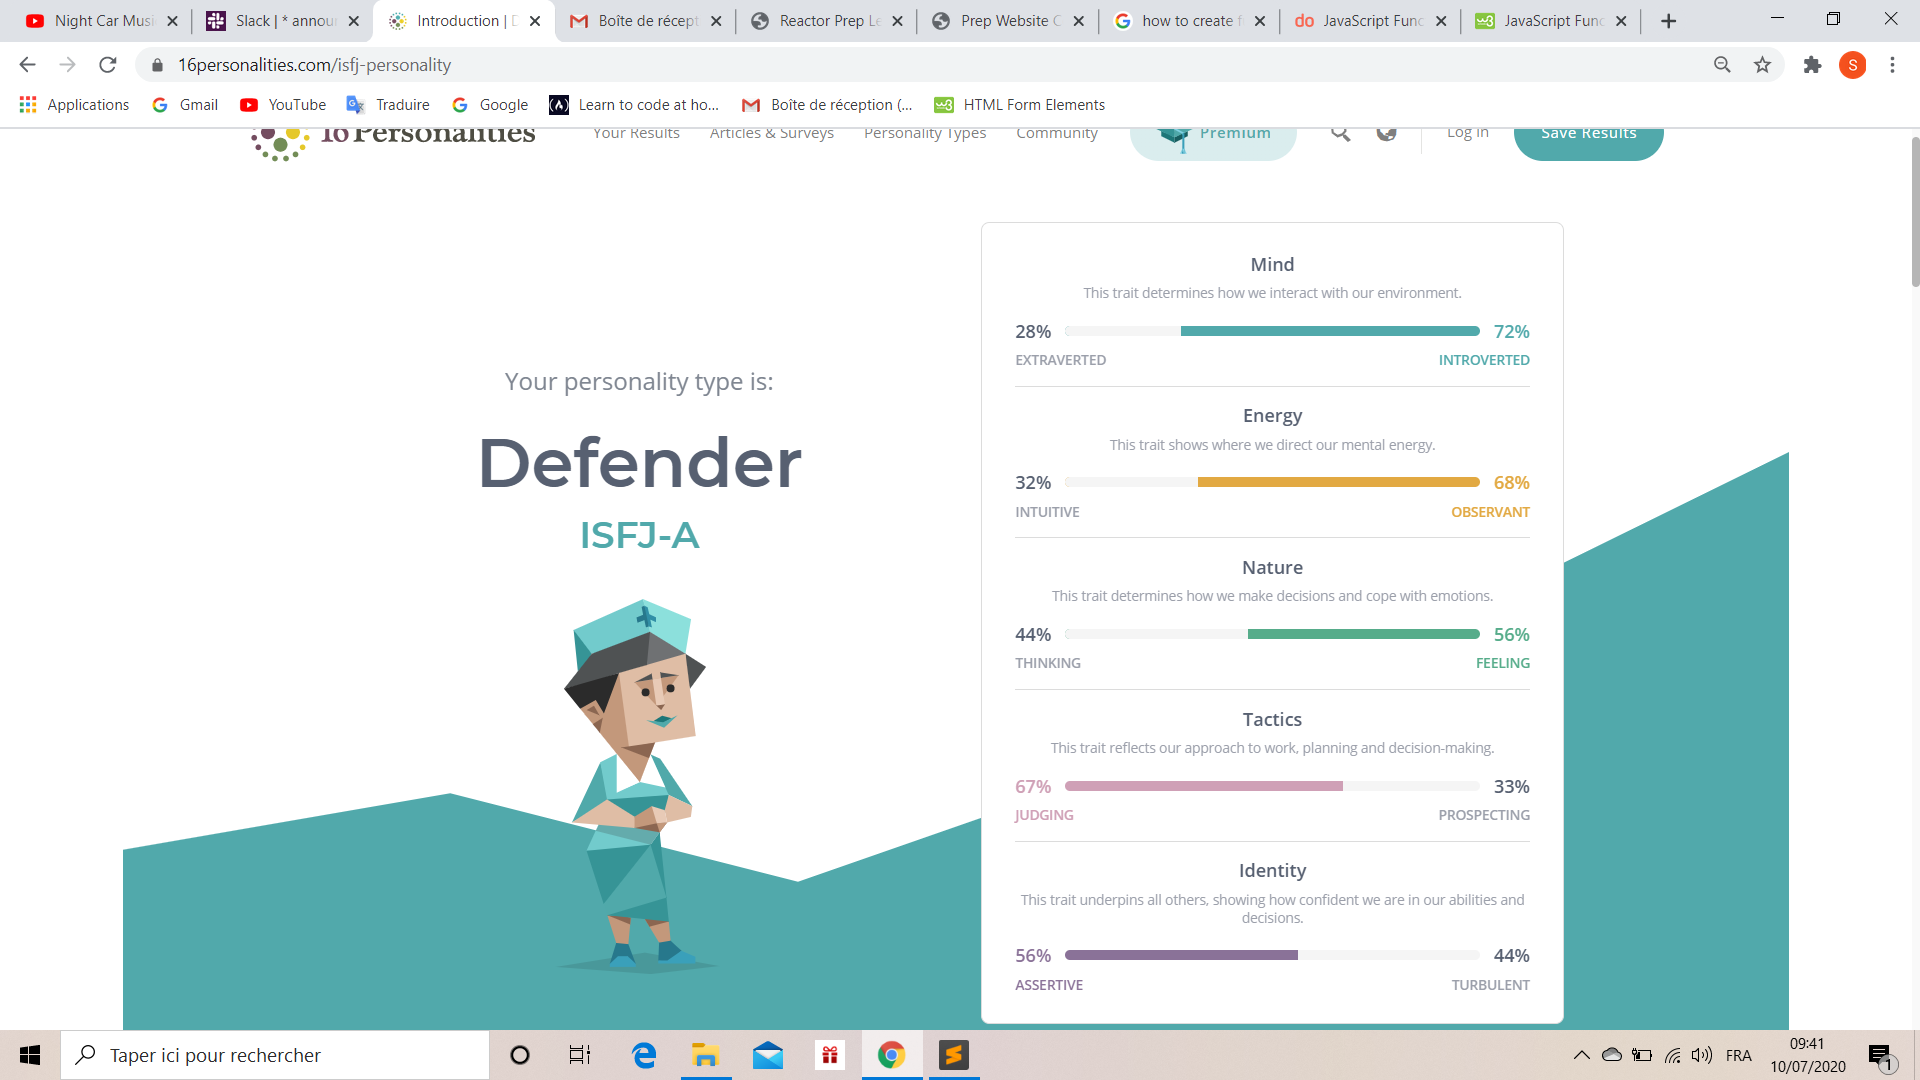 Night Car Musi
Slack | * annou
Introduction | D
Boîte de récept
Reactor Prep Le
Prep Website C
how to create f
JavaScript Func
JavaScript Func
16personalities.com/isfj-personality
S
Applications
Gmail
YouTube
Traduire
Google
Learn to code at ho...
Boîte de réception (...
HTML Form Elements
16 Personalities
Your Results
Articles & Surveys
Personality Types
Community
Premium
Log In
Save Results
Your personality type is:
Defender
ISFJ-A
Mind
This trait determines how we interact with our environment.
28%
72%
EXTRAVERTED
INTROVERTED
Energy
This trait shows where we direct our mental energy.
32%
68%
INTUITIVE
OBSERVANT
Nature
This trait determines how we make decisions and cope with emotions.
44%
56%
THINKING
FEELING
Tactics
This trait reflects our approach to work, planning and decision-making.
67%
33%
JUDGING
PROSPECTING
Identity
This trait underpins all others, showing how confident we are in our abilities and
decisions.
56%
44%
ASSERTIVE
TURBULENT
Taper ici pour rechercher
FRA
09:41
10/07/2020
1